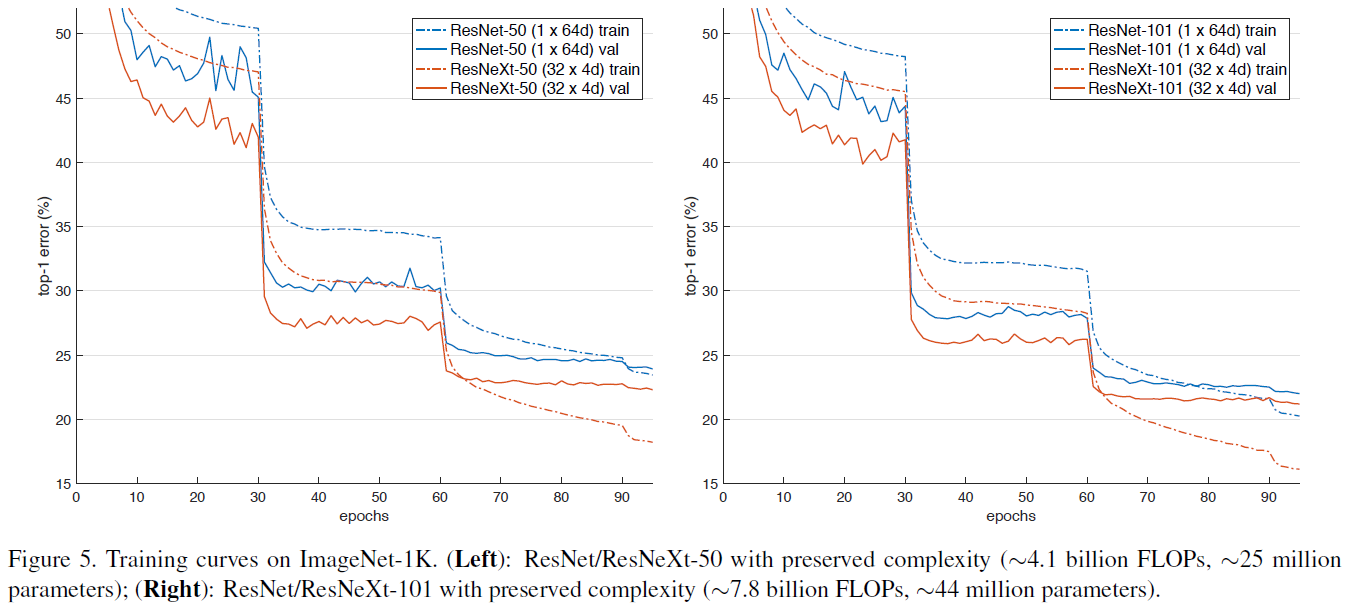 50
45
40
35
30
25
20
15
0
10
20
30
40
50
60
70
80
90
epochs
top-1 error (%)
ResNet-50 (1 x 64d) train
ResNet-50 (1 x 64d) val
ResNeXt-50 (32 x 4d) train
ResNeXt-50 (32 x 4d) val
50
45
40
35
30
25
20
15
0
10
20
30
40
50
60
70
80
90
epochs
top-1 error (%)
ResNet-101 (1 x 64d) train
ResNet-101 (1 x 64d) val
ResNeXt-101 (32 x 4d) train
ResNeXt-101 (32 x 4d) val
Figure 5. Training curves on ImageNet-1K. (Left): ResNet/ResNeXt-50 with preserved complexity (∼4.1 billion FLOPs, ∼25 million
parameters); (Right): ResNet/ResNeXt-101 with preserved complexity (∼7.8 billion FLOPs, ∼44 million parameters).